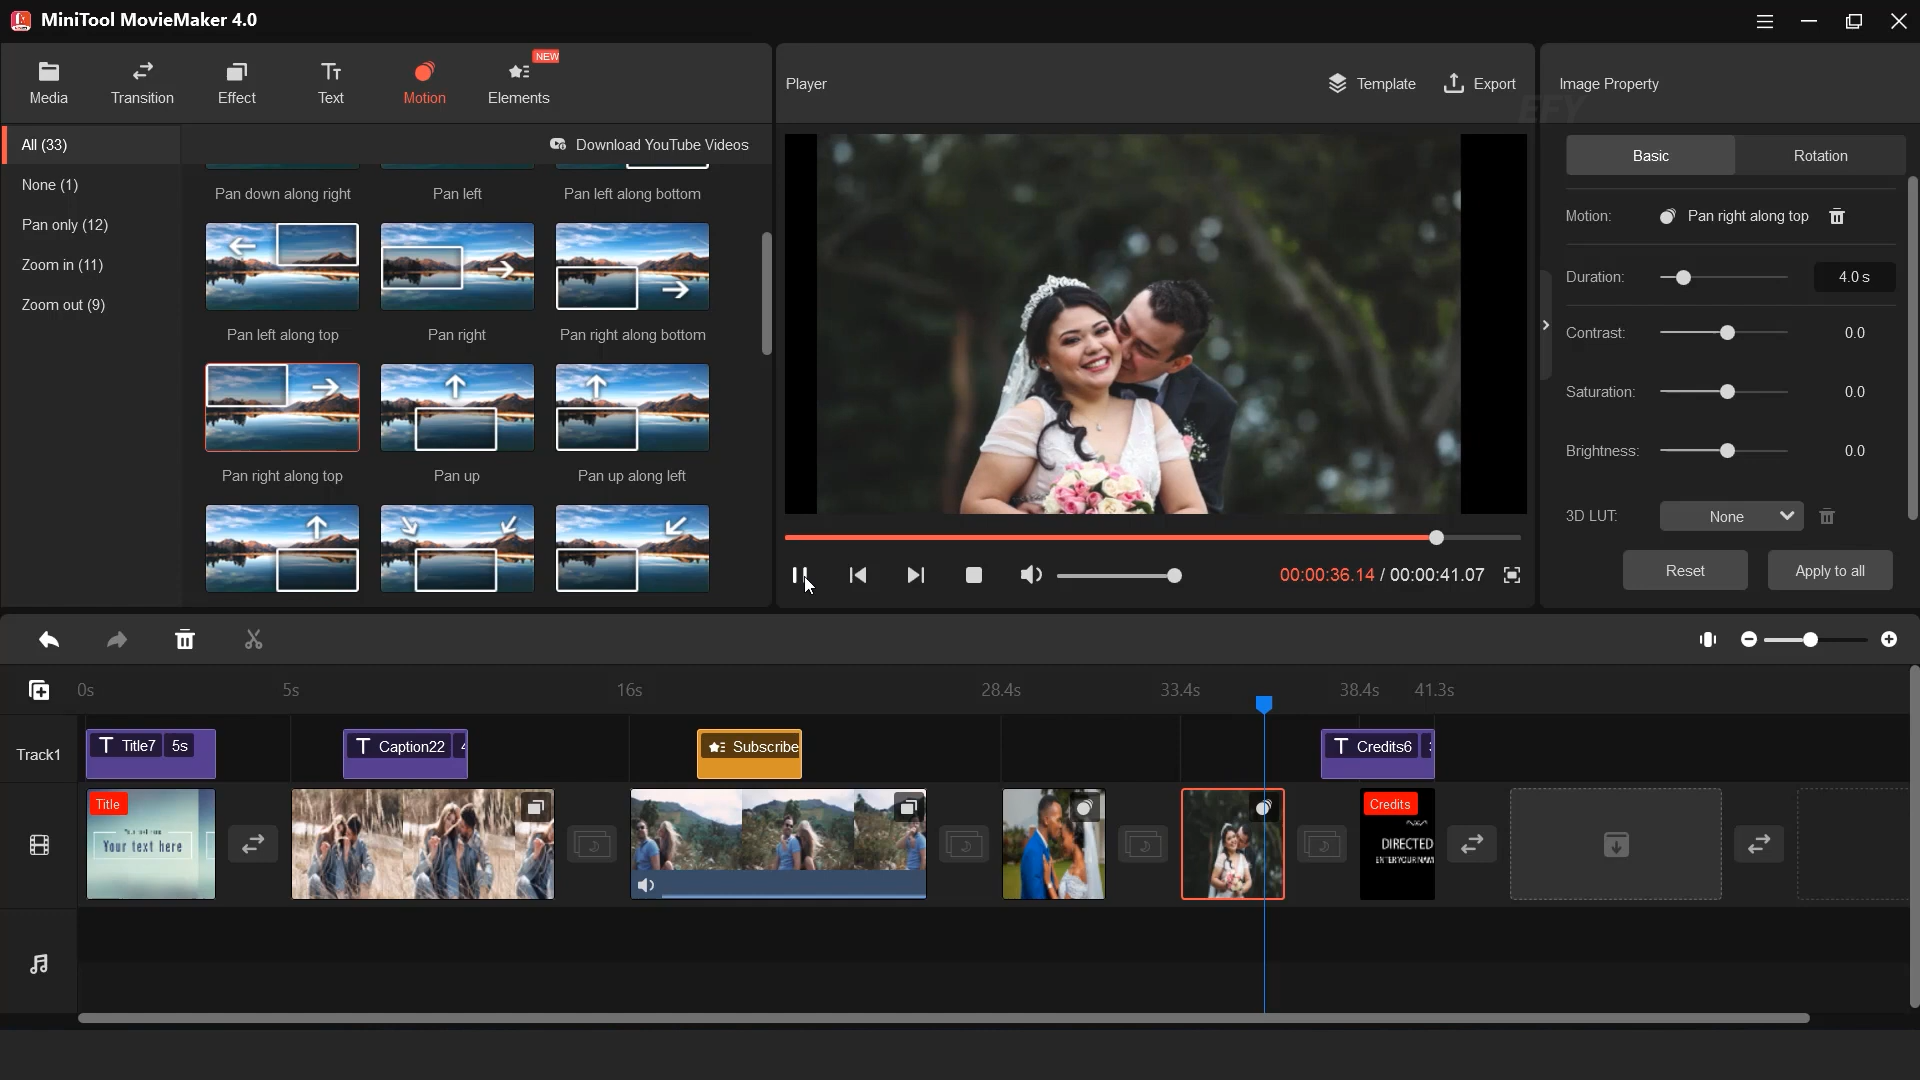 MiniTool MovieMaker 4.0
Media
Transition
Effect
Text
Motion
Elements
NEW
Player
Template
Export
Image Property
EFY
All (33)
None (1)
Pan only (12)
Zoom in (11)
Zoom out (9)
Download YouTube Videos
Pan down along right
Pan left
Pan left along bottom
Pan left along top
Pan right
Pan right along bottom
Pan right along top
Pan up
Pan up along left
00:00:36.14 / 00:00:41.07
Basic
Rotation
Motion: Pan right along top
Duration: 4.0 s
Contrast: 0.0
Saturation: 0.0
Brightness: 0.0
3D LUT: None
Reset
Apply to all
0s
5s
16s
28.4s
33.4s
38.4s
41.3s
Track1
Title7 5s
Caption22
Subscribe
Credits6
Title
Your text here
Credits
DIRECTED
ENTER YOUR NAM